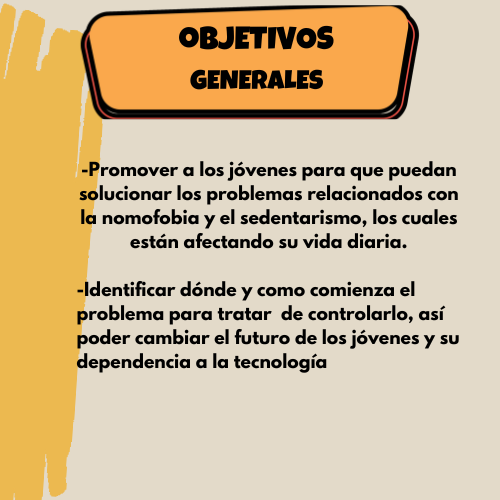 OBJETIVOS
GENERALES
-Promover a los jóvenes para que puedan
solucionar los problemas relacionados con
la nomofobia y el sedentarismo, los cuales
están afectando su vida diaria.
-Identificar dónde y como comienza el
problema para tratar  de controlarlo, así
poder cambiar el futuro de los jóvenes y su
dependencia a la tecnología